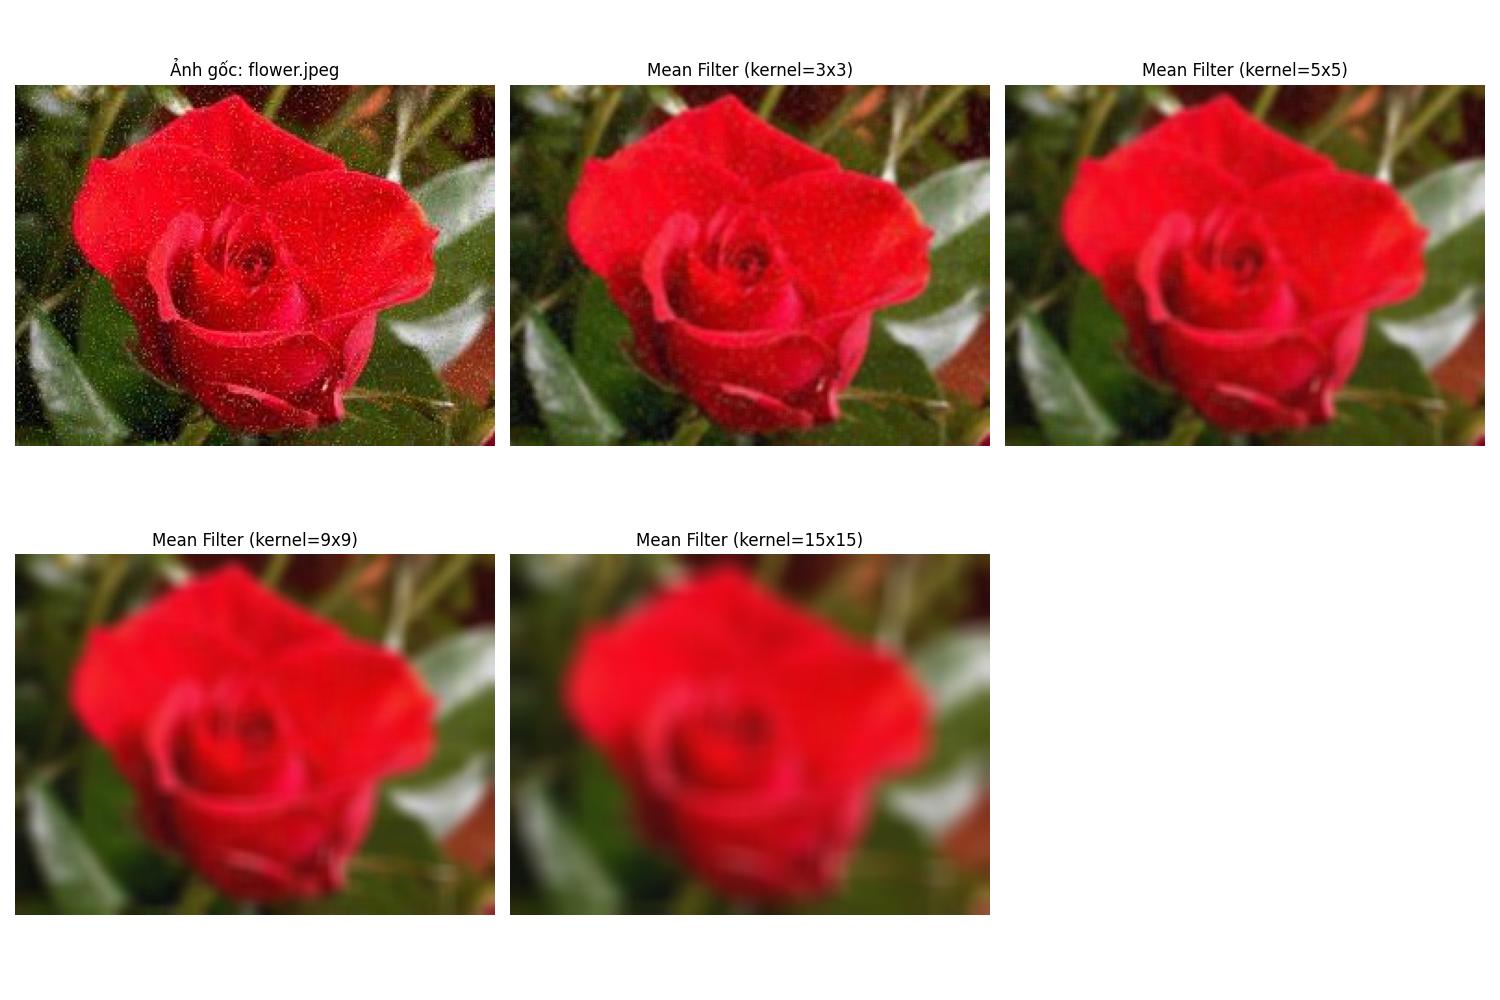 Ảnh gốc: flower.jpeg
Mean Filter (kernel=3x3)
Mean Filter (kernel=5x5)
Mean Filter (kernel=9x9)
Mean Filter (kernel=15x15)